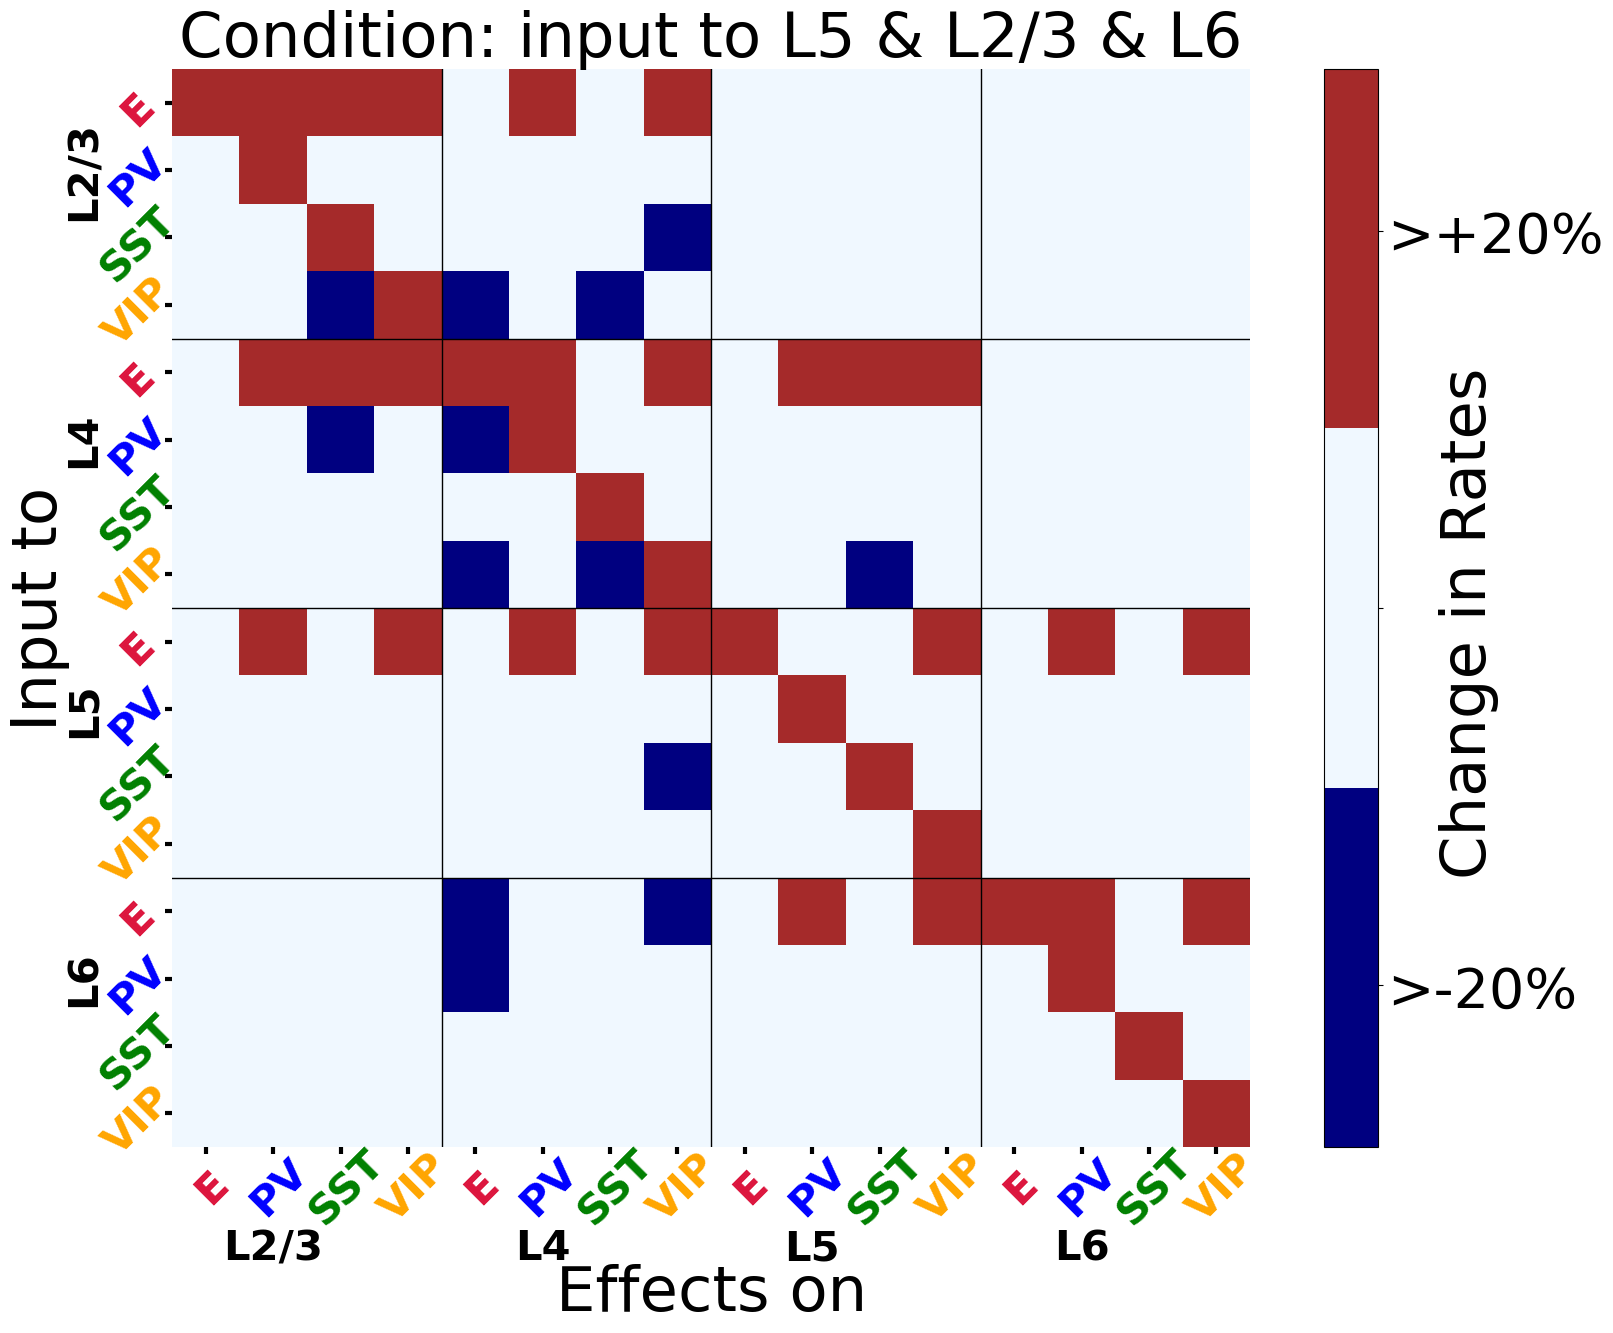 Condition: input to L5 & L2/3 & L6
Input to
L2/3
E
PV
SST
VIP
L4
E
PV
SST
VIP
L5
E
PV
SST
VIP
L6
E
PV
SST
VIP
E PV SST VIP E PV SST VIP E PV SST VIP E PV SST VIP
L2/3 L4 L5 L6
Effects on
>+20%
>-20%
Change in Rates